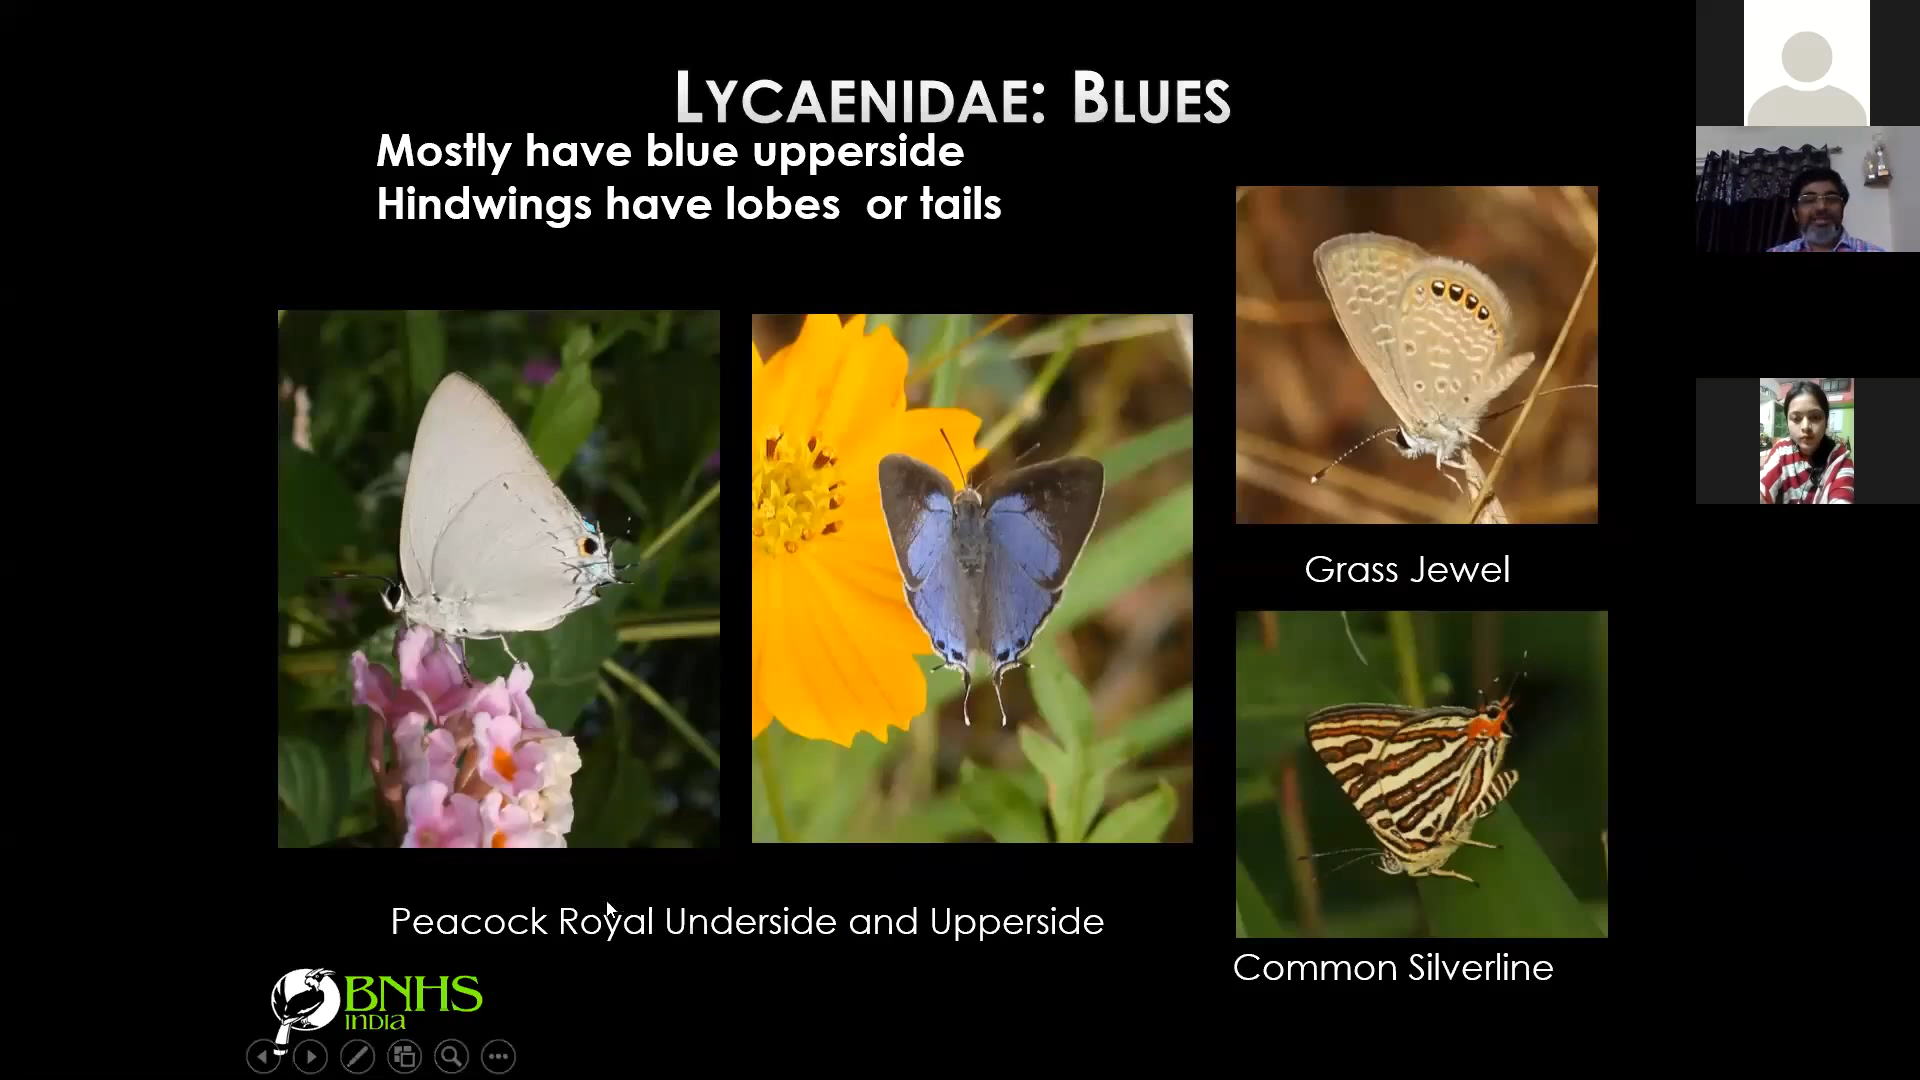 LYCAENIDAE: BLUES
Mostly have blue upperside
Hindwings have lobes or tails
Grass Jewel
Peacock Royal Underside and Upperside
Common Silverline
BNHS
INDIA